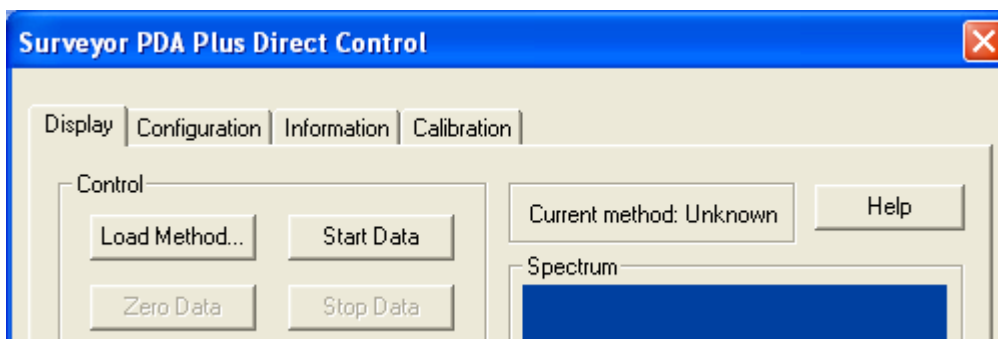 Surveyor PDA Plus Direct Control
Display Configuration Information Calibration
Control
Load Method... Start Data
Zero Data Stop Data
Current method: Unknown Help
Spectrum